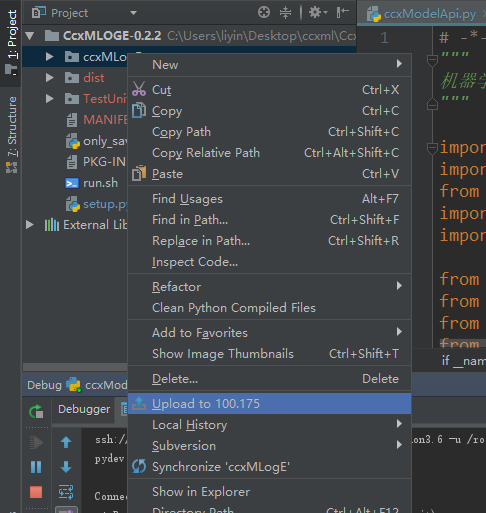 Project
ccxModelApi.py
1: Project
7: Structure
CcxMLOGE-0.2.2 C:\Users\liyin\Desktop\ccxml\Ccx
ccxMLo
dist
TestUni
MANIFE
only_sav
PKG-IN
run.sh
setup.py
External Lib
1
# -*-
"""
机器学
"""
impor
impor
from
impor
impor
from
from
from
from
if __nam
New
Cut Ctrl+X
Copy Ctrl+C
Copy Path Ctrl+Shift+C
Copy Relative Path Ctrl+Alt+Shift+C
Paste Ctrl+V
Find Usages Alt+F7
Find in Path... Ctrl+Shift+F
Replace in Path... Ctrl+Shift+R
Inspect Code...
Refactor
Clean Python Compiled Files
Add to Favorites
Show Image Thumbnails Ctrl+Shift+T
Delete... Delete
Upload to 100.175
Local History
Subversion
Synchronize 'ccxMLogE'
Show in Explorer
Directory Path Ctrl+Alt+F12
Debug ccxMod
Debugger
ssh:/ on3.6 -u /ro
pydev
Connec